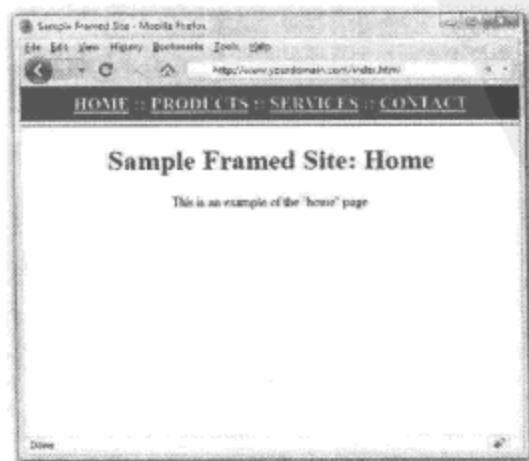 Sample Framed Site - Mozilla Firefox
File Edit View History Bookmarks Tools Help
http://www.yourdomain.com/index.html
HOME :: PRODUCTS :: SERVICES :: CONTACT
Sample Framed Site: Home
This is an example of the "home" page
Done